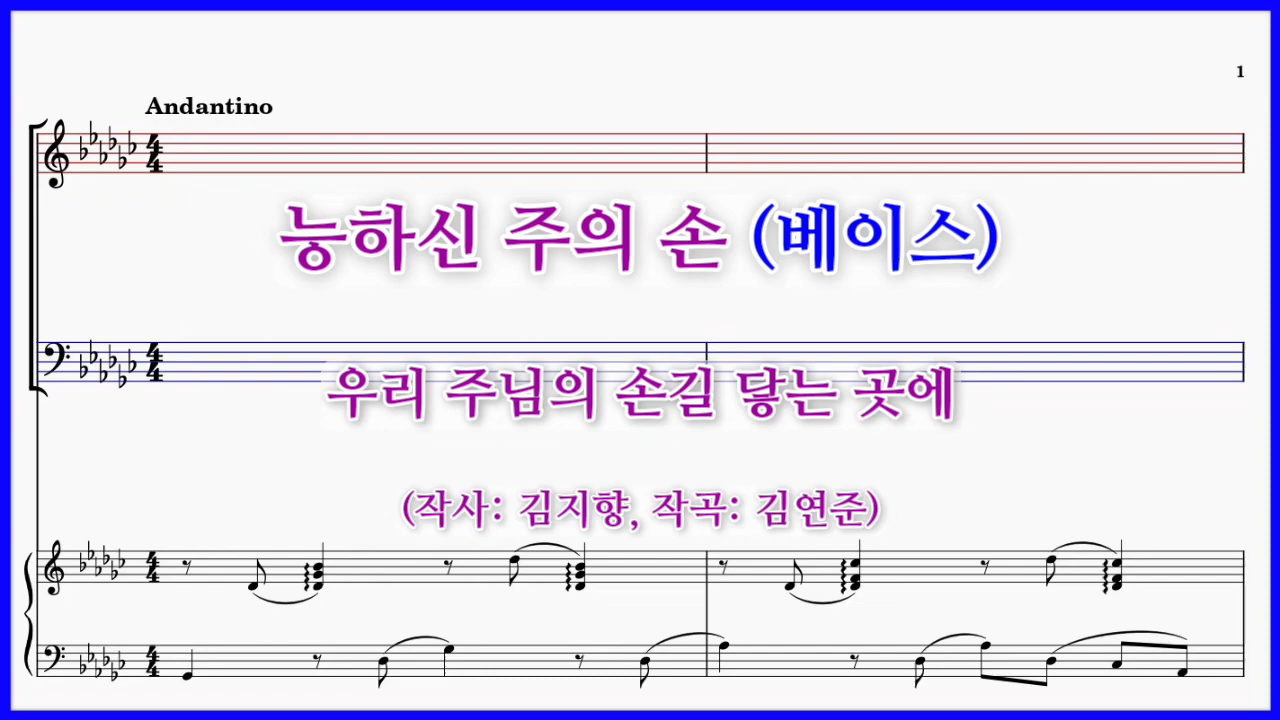 1
Andantino
능하신 주의 손 (베이스)
우리 주님의 손길 닿는 곳에
(작사: 김지향, 작곡: 김연준)